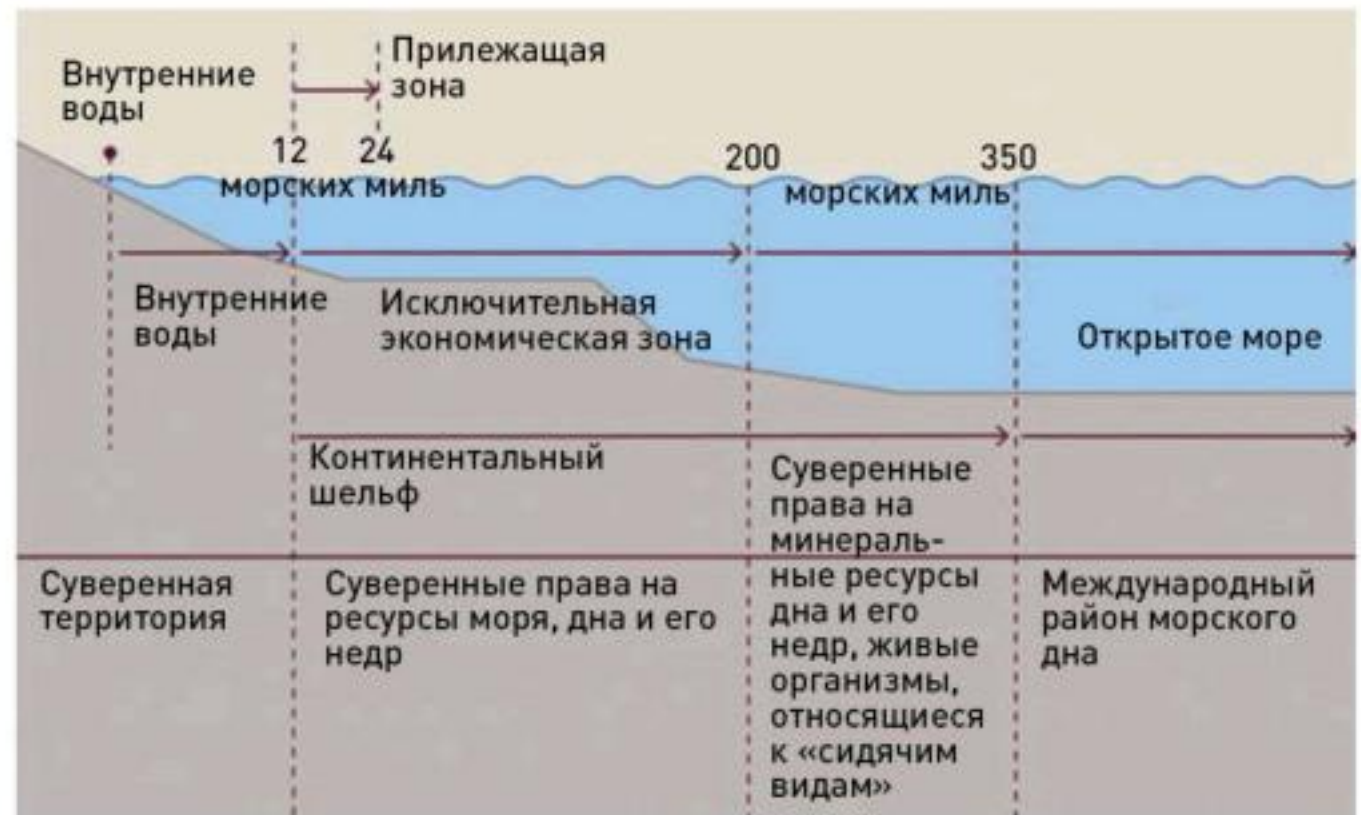 Прилежащая
зона
Внутренние
воды
12
24
морских миль
200
350
морских миль
Внутренние
воды
Исключительная
экономическая зона
Открытое море
Континентальный
шельф
Суверенная
территория
Суверенные права на
ресурсы моря, дна и его
недр
Суверенные
права на
минераль-
ные ресурсы
дна и его
недр, живые
организмы,
относящиеся
к «сидячим
видам»
Международный
район морского
дна